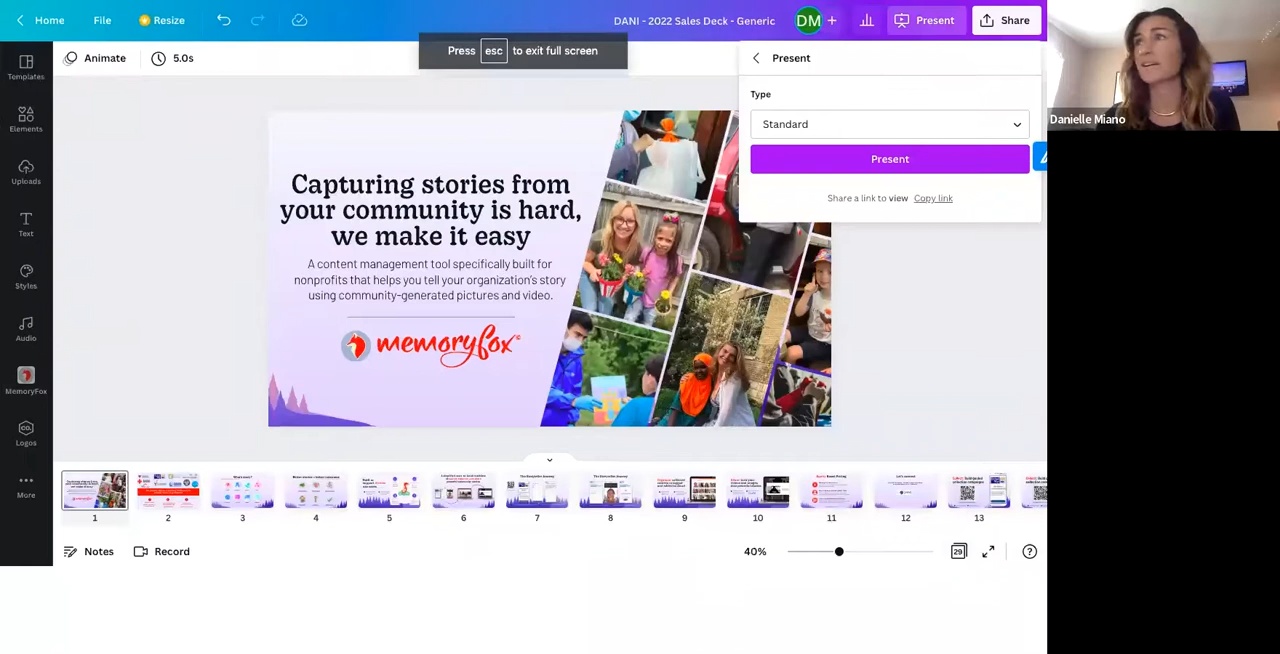 Home
File
Resize
DANI - 2022 Sales Deck - Generic
DM
+
Present
Share
Press esc to exit full screen
Animate
5.0s
Present
Type
Standard
Present
Share a link to view Copy link
Danielle Miano
Templates
Elements
Uploads
Text
Styles
Audio
MemoryFox
CO.
Logos
More
Capturing stories from
your community is hard,
we make it easy
A content management tool specifically built for
nonprofits that helps you tell your organization's story
using community-generated pictures and video.
memoryfox
1
2
3
4
5
6
7
8
9
10
11
12
13
Notes
Record
40%
29
?